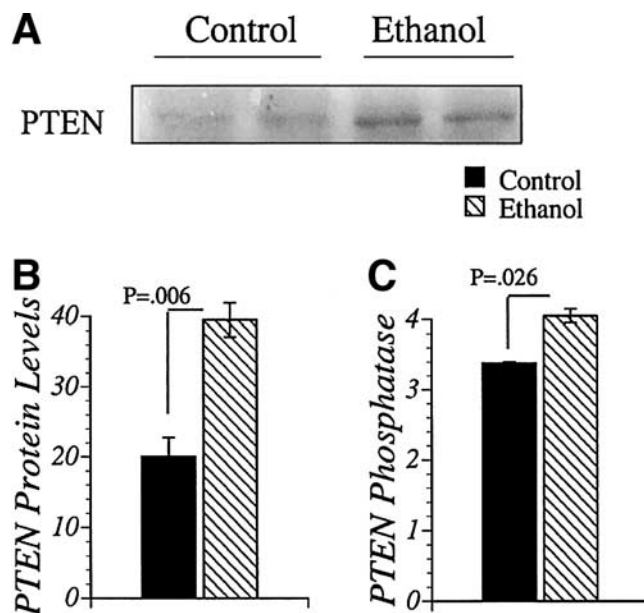 A
Control Ethanol
PTEN
Control
Ethanol
B
P=.006
PTEN Protein Levels
40
30
20
10
0
C
P=.026
PTEN Phosphatase
4
3
2
1
0